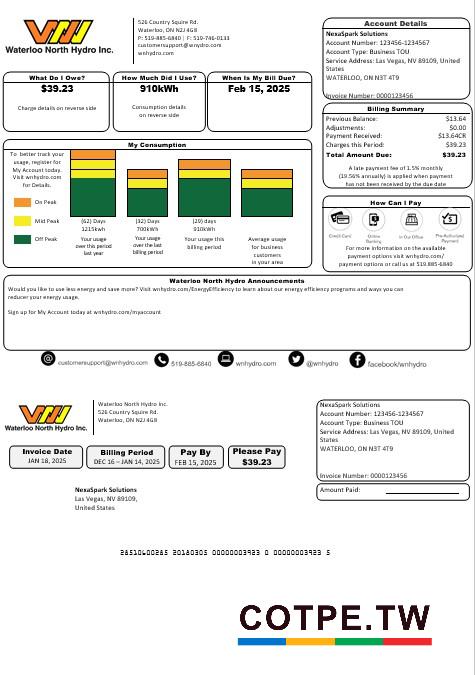 Waterloo North Hydro Inc.
526 Country Squire Rd.
Waterloo, ON N2J 4G8
P: 519-885-6840 | F: 519-746-0133
customersupport@wnhydro.com
wnhydro.com
Account Details
NexaSpark Solutions
Account Number: 123456-1234567
Account Type: Business TOU
Service Address: Las Vegas, NV 89109, United
States
WATERLOO, ON N3T 4T9
Invoice Number: 0000123456
What Do I Owe?
$39.23
Charge details on reverse side
How Much Did I Use?
910kWh
Consumption details
on reverse side
When Is My Bill Due?
Feb 15, 2025
Billing Summary
Previous Balance: $13.64
Adjustments: $0.00
Payment Received: $13.64CR
Charges this Period: $39.23
Total Amount Due: $39.23
A late payment fee of 1.5% monthly
(19.56% annually) is applied when payment
has not been received by the due date
My Consumption
To better track your
usage, register for
My Account today.
Visit wnhydro.com
for Details.
On Peak
Mid Peak
Off Peak
(62) Days
1215kwh
Your usage
over this period
last year
(32) Days
700kWh
Your usage
over the last
billing period
(29) days
910kWh
Your usage this
billing period
Average usage
for business
customers
in your area
How Can I Pay
Credit Card
Online
Banking
In Our Office
Pre-Authorized
Payment
For more information on the available
payment options visit wnhydro.com/
payment options or call us at 519.885-6840
Waterloo North Hydro Announcements
Would you like to use less energy and save more? Visit wnhydro.com/EnergyEfficiency to learn about our energy efficiency programs and ways you can
reduce your energy usage.
Sign up for My Account today at wnhydro.com/myaccount
customersupport@wnhydro.com
519-885-6840
wnhydro.com
@wnhydro
facebook/wnhydro
Waterloo North Hydro Inc.
Waterloo North Hydro Inc.
526 Country Squire Rd.
Waterloo, ON N2J 4G8
NexaSpark Solutions
Account Number: 123456-1234567
Account Type: Business TOU
Service Address: Las Vegas, NV 89109, United
States
WATERLOO, ON N3T 4T9
Invoice Number: 0000123456
Invoice Date
JAN 18, 2025
Billing Period
DEC 16 – JAN 14, 2025
Pay By
FEB 15, 2025
Please Pay
$39.23
Amount Paid:
NexaSpark Solutions
Las Vegas, NV 89109,
United States
28510600285 20180305 00000003923 0 00000003923 5
COTPE.TW